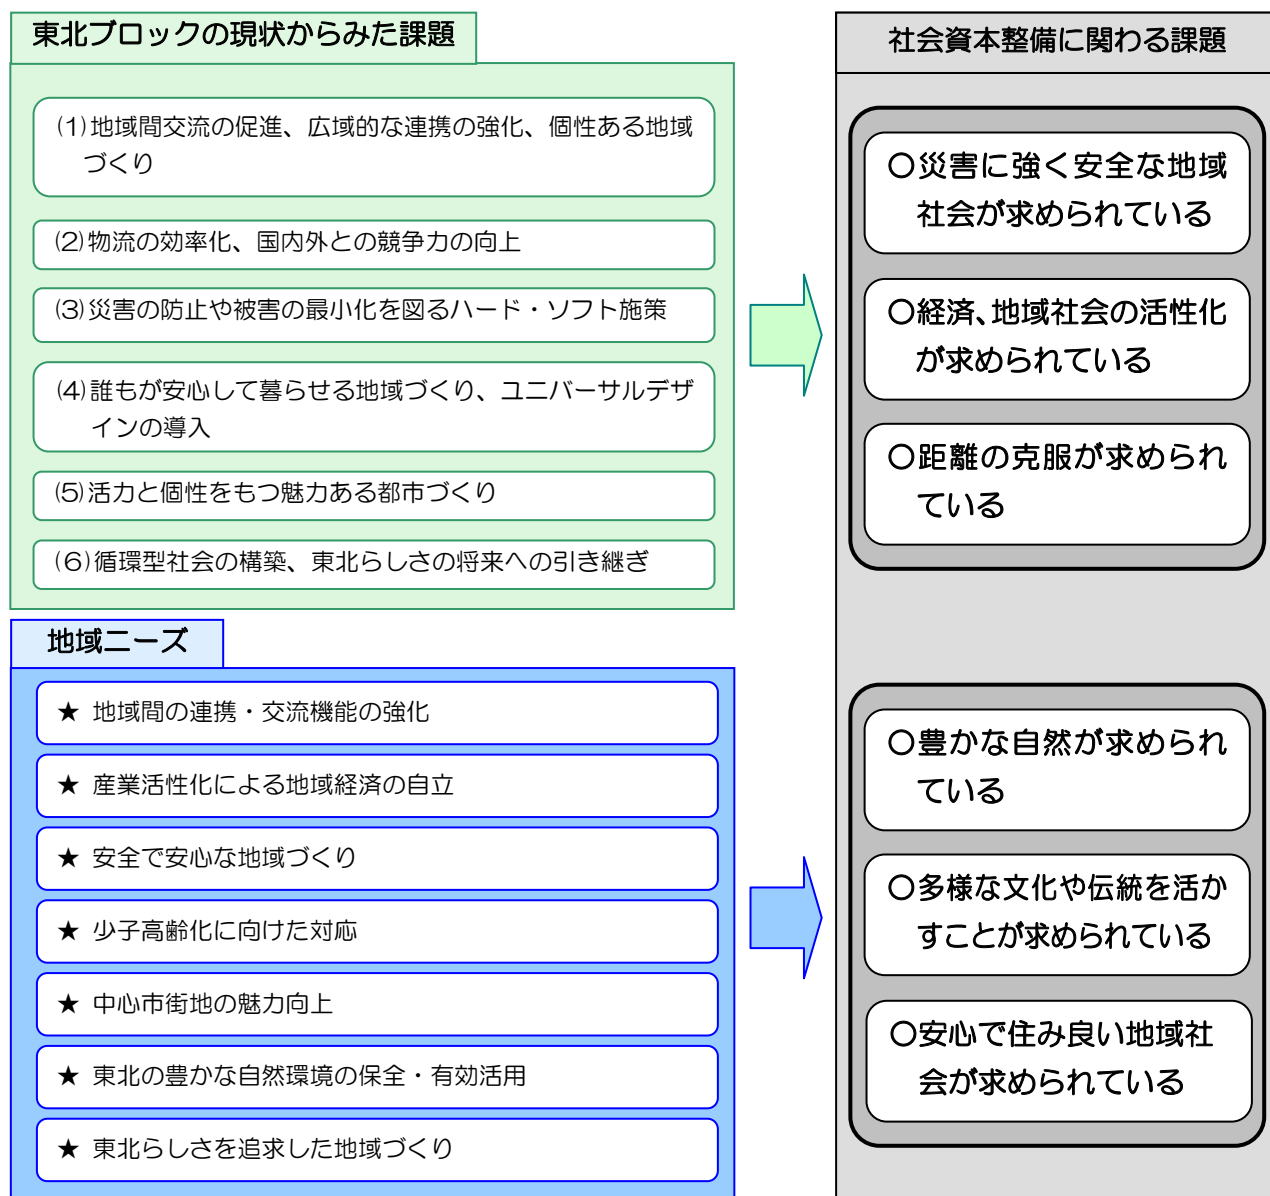 東北ブロックの現状からみた課題
(1)地域間交流の促進、広域的な連携の強化、個性ある地域
づくり
(2)物流の効率化、国内外との競争力の向上
(3)災害の防止や被害の最小化を図るハード・ソフト施策
(4)誰もが安心して暮らせる地域づくり、ユニバーサルデザ
インの導入
(5)活力と個性をもつ魅力ある都市づくり
(6)循環型社会の構築、東北らしさの将来への引き継ぎ
地域ニーズ
★ 地域間の連携・交流機能の強化
★ 産業活性化による地域経済の自立
★ 安全で安心な地域づくり
★ 少子高齢化に向けた対応
★ 中心市街地の魅力向上
★ 東北の豊かな自然環境の保全・有効活用
★ 東北らしさを追求した地域づくり
社会資本整備に関わる課題
○災害に強く安全な地域
社会が求められている
○経済、地域社会の活性化
が求められている
○距離の克服が求められ
ている
○豊かな自然が求められ
ている
○多様な文化や伝統を活か
すことが求められている
○安心で住み良い地域社
会が求められている